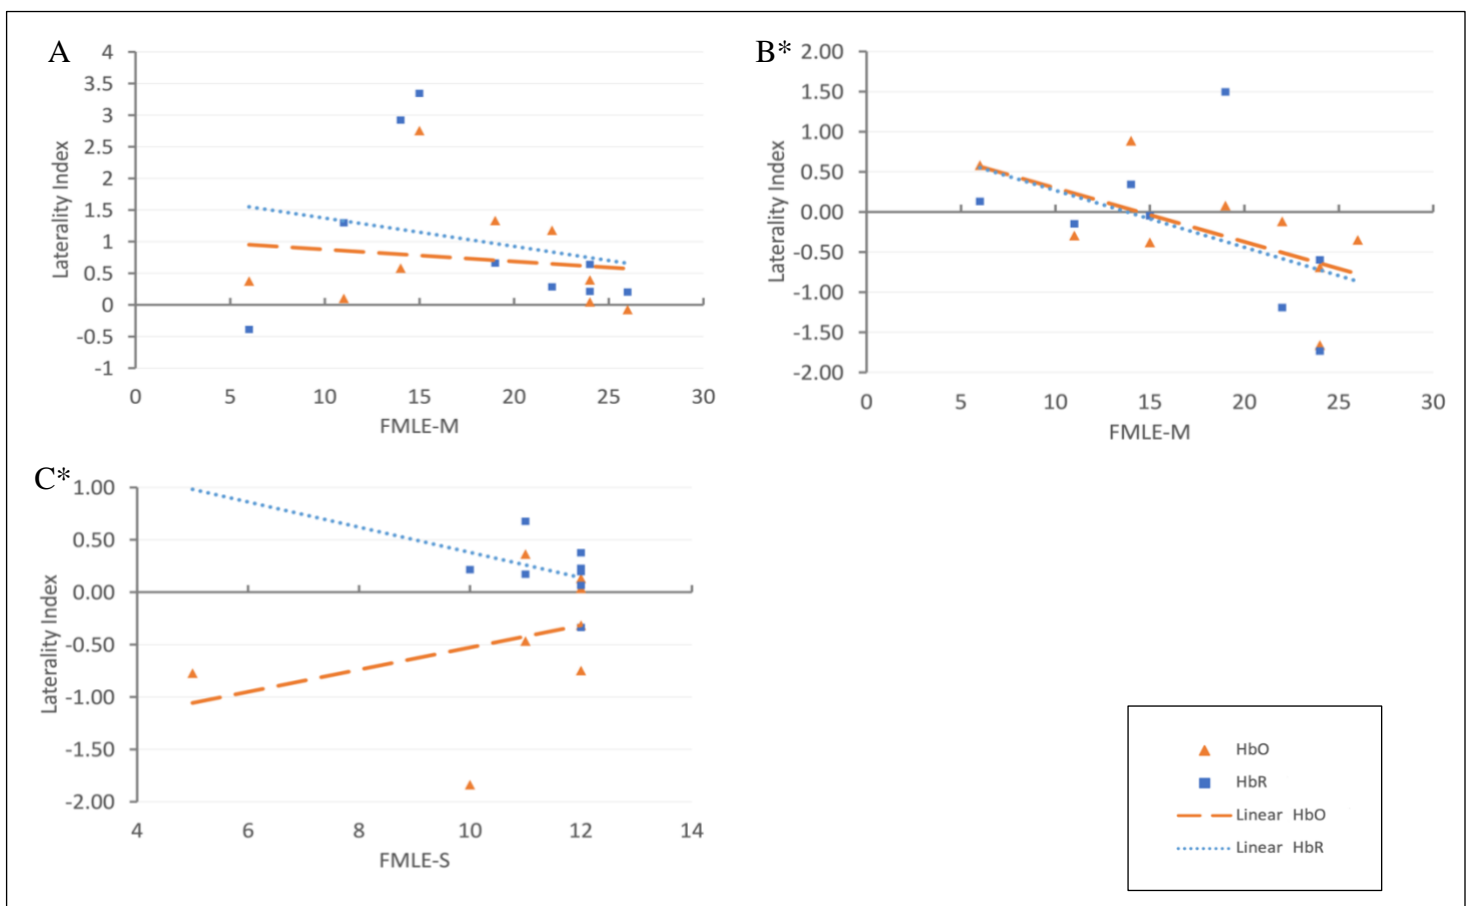 A
4
3.5
3
2.5
2
1.5
1
0.5
0
-0.5
-1
Laterality Index
0 5 10 15 20 25 30
FMLE-M
B*
2.00
1.50
1.00
0.50
0.00
-0.50
-1.00
-1.50
-2.00
Laterality Index
0 5 10 15 20 25 30
FMLE-M
C*
1.00
0.50
0.00
-0.50
-1.00
-1.50
-2.00
Laterality Index
4 6 8 10 12 14
FMLE-S
HbO
HbR
Linear HbO
Linear HbR